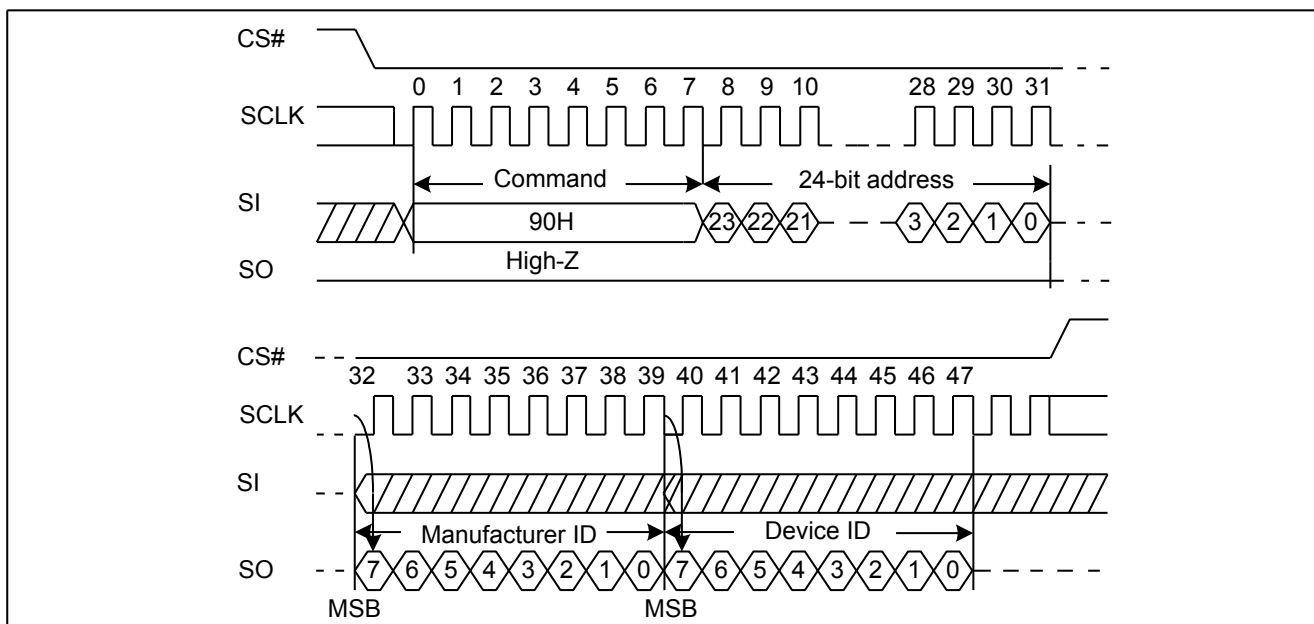 CS#
0 1 2 3 4 5 6 7 8 9 10 28 29 30 31
SCLK
Command 24-bit address
SI
90H 23 22 21 3 2 1 0
High-Z
SO
CS#
32 33 34 35 36 37 38 39 40 41 42 43 44 45 46 47
SCLK
SI
Manufacturer ID Device ID
SO 7 6 5 4 3 2 1 0 7 6 5 4 3 2 1 0
MSB MSB